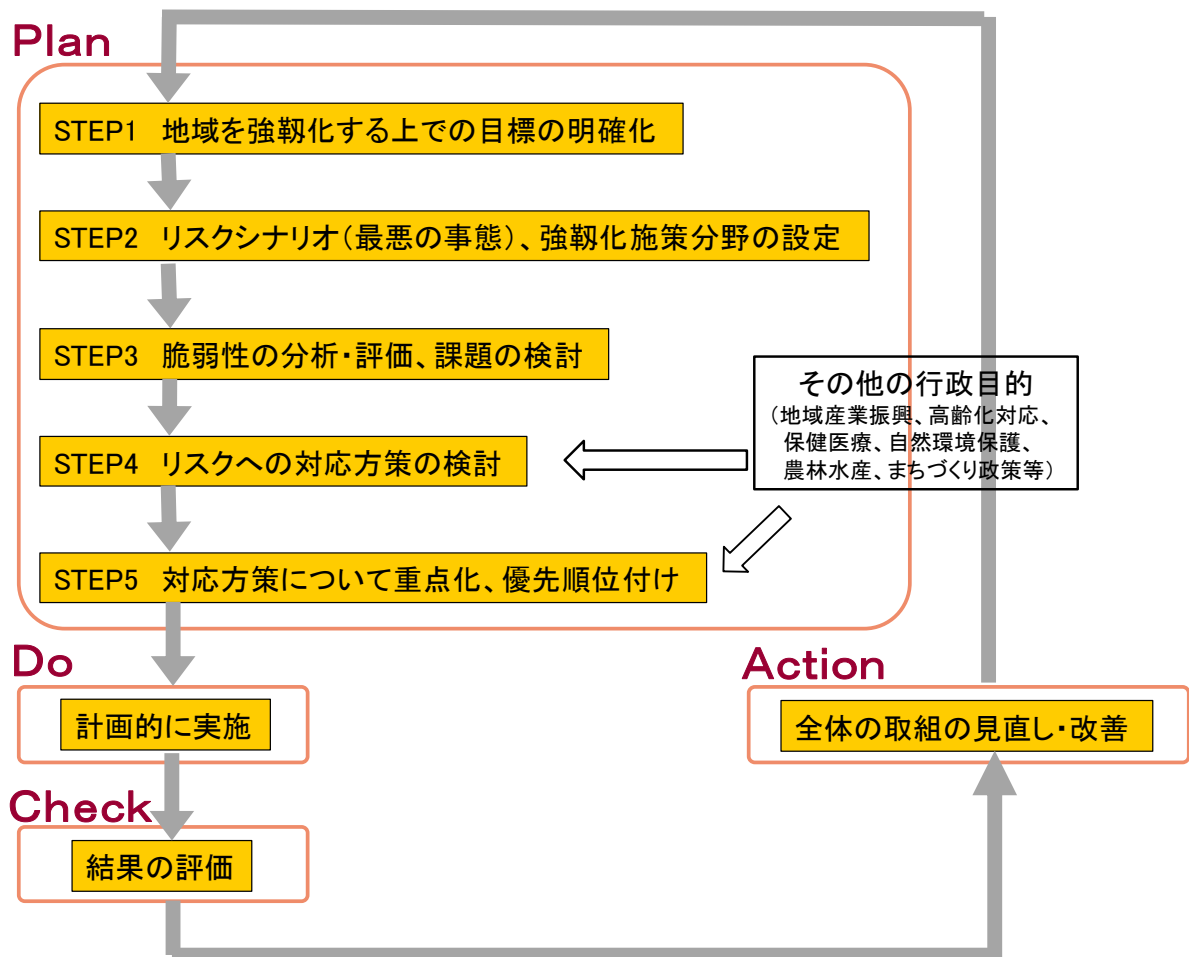 Plan
STEP1 地域を強靱化する上での目標の明確化
STEP2 リスクシナリオ(最悪の事態)、強靱化施策分野の設定
STEP3 脆弱性の分析・評価、課題の検討
その他の行政目的
(地域産業振興、高齢化対応、
保健医療、自然環境保護、
農林水産、まちづくり政策等)
STEP4 リスクへの対応方策の検討
STEP5 対応方策について重点化、優先順位付け
Do
計画的に実施
Action
全体の取組の見直し・改善
Check
結果の評価